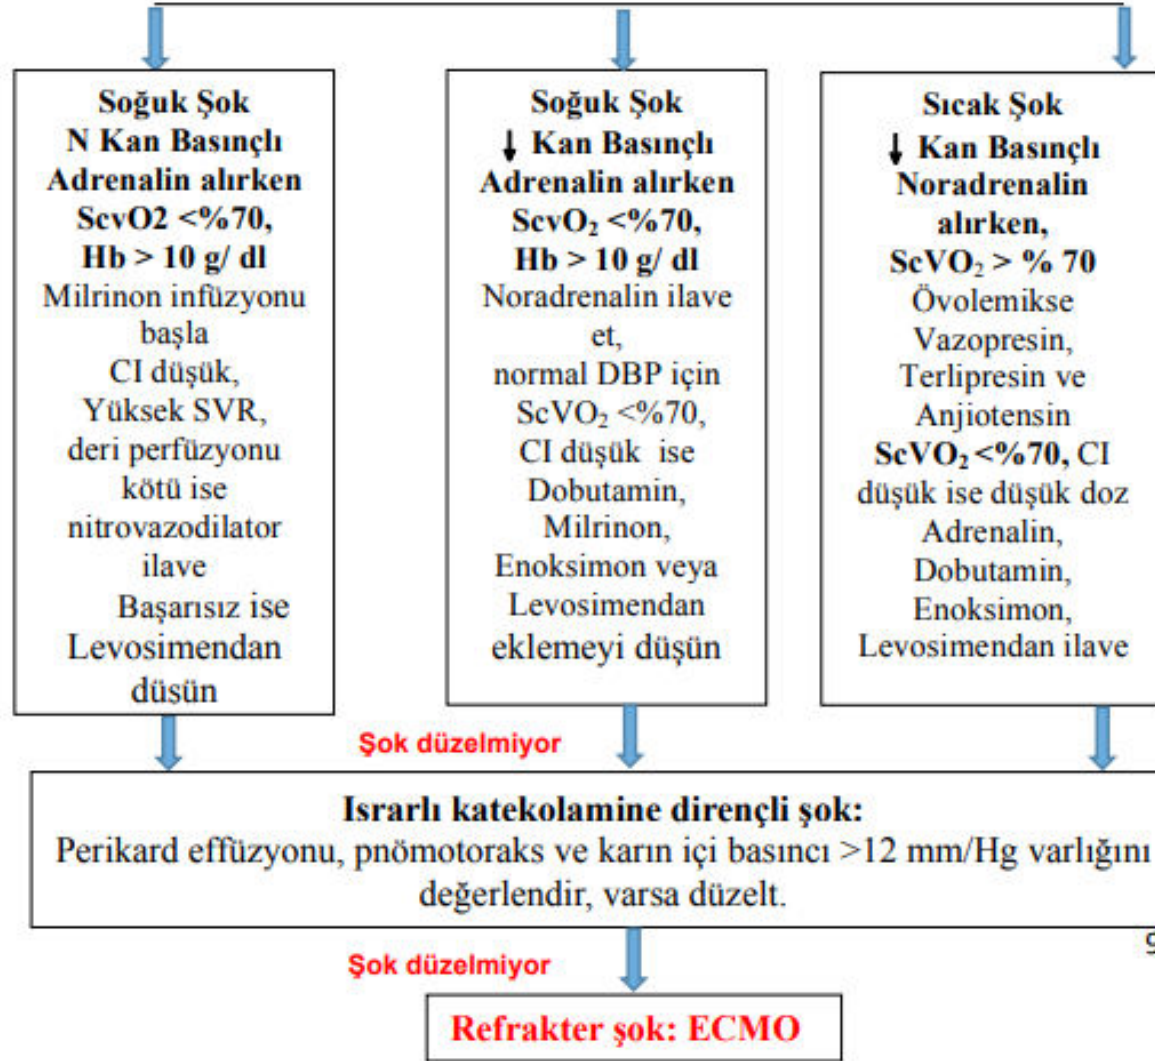 Soğuk Şok
N Kan Basınçlı
Adrenalin alırken
ScvO2 <%70,
Hb > 10 g/ dl
Milrinon infüzyonu
başla
CI düşük,
Yüksek SVR,
deri perfüzyonu
kötü ise
nitrovazodilator
ilave
Başarısız ise
Levosimendan
düşün
Soğuk Şok
↓ Kan Basınçlı
Adrenalin alırken
ScvO₂ <%70,
Hb > 10 g/ dl
Noradrenalin ilave
et,
normal DBP için
ScVO₂ <%70,
CI düşük ise
Dobutamin,
Milrinon,
Enoksimon veya
Levosimendan
eklemeyi düşün
Sıcak Şok
↓ Kan Basınçlı
Noradrenalin
alırken,
ScVO₂ > % 70
Övolemikse
Vazopresin,
Terlipresin ve
Anjiotensin
ScVO₂ <%70, CI
düşük ise düşük doz
Adrenalin,
Dobutamin,
Enoksimon,
Levosimendan ilave
Şok düzelmiyor
Israrlı katekolamine dirençli şok:
Perikard effüzyonu, pnömotoraks ve karın içi basıncı >12 mm/Hg varlığını
değerlendir, varsa düzelt.
9
Şok düzelmiyor
Refrakter şok: ECMO